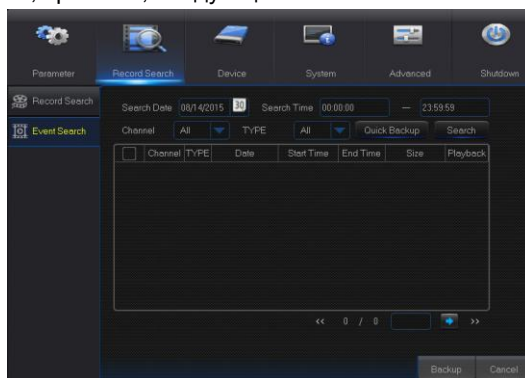 Parameter Record Search Device System Advanced Shutdown
Record Search
Event Search
Search Date 08/14/2015 30 Search Time 00:00:00 — 23:59:59
Channel All TYPE All Quick Backup Search
Channel TYPE Date Start Time End Time Size Playback
<< 0 / 0 >>
Backup Cancel